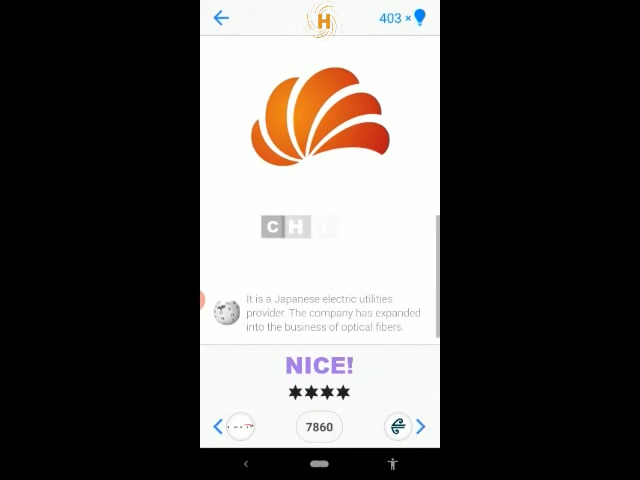 403 ×
H
CH
It is a Japanese electric utilities
provider. The company has expanded
into the business of optical fibers.
NICE!
7860